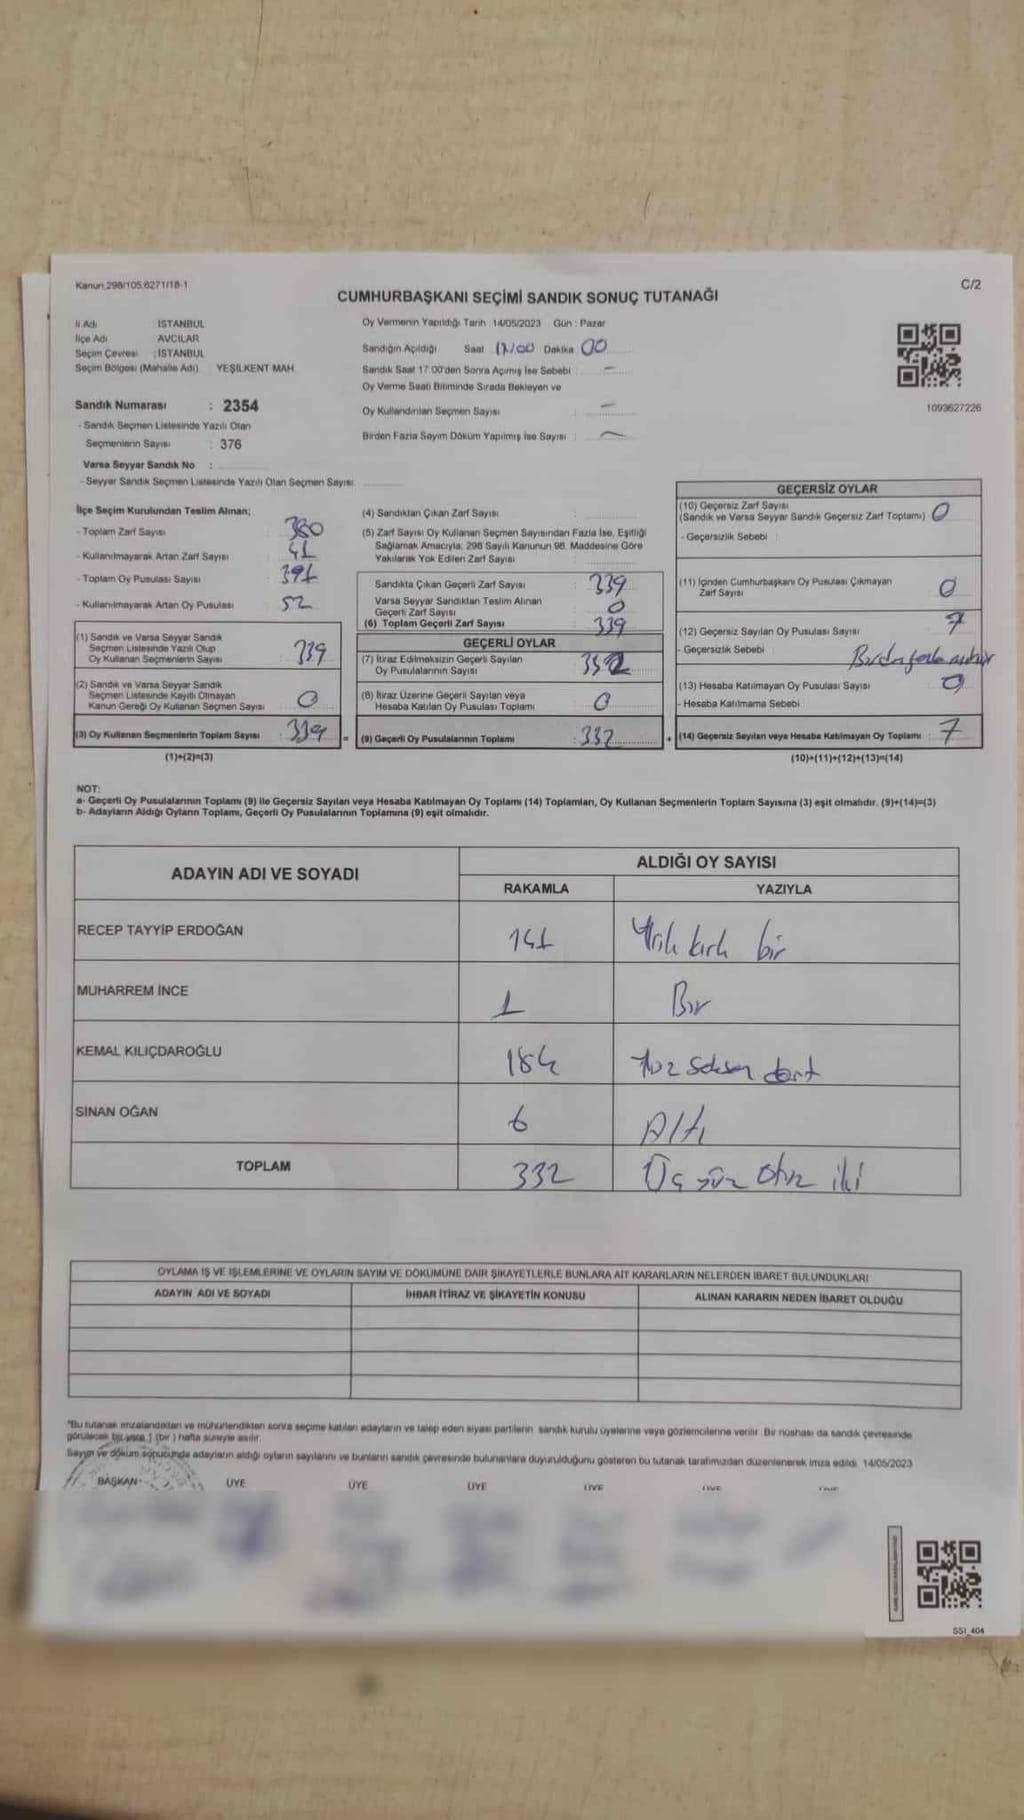 Kanun.298/105.6271/18-1
C/2
CUMHURBAŞKANI SEÇİMİ SANDIK SONUÇ TUTANAĞI
İl Adı İSTANBUL
İlçe Adı AVCILAR
Seçim Çevresi : İSTANBUL
Seçim Bölgesi (Mahalle Adı) YEŞİLKENT MAH.
Sandık Numarası : 2354
- Sandık Seçmen Listesinde Yazılı Olan
Seçmenlerin Sayısı : 376
Varsa Seyyar Sandık No :
- Seyyar Sandık Seçmen Listesinde Yazılı Olan Seçmen Sayısı:
Oy Vermenin Yapıldığı Tarih : 14/05/2023 Gün : Pazar
Sandığın Açıldığı Saat 17/00 Dakika 00
Sandık Saat 17.00'den Sonra Açımış İse Sebebi : -
Oy Verme Saati Bitiminde Sırada Bekleyen ve
Oy Kullandırılan Seçmen Sayısı : -
Birden Fazla Sayım Döküm Yapılmış İse Sayısı : -
1093627226
İlçe Seçim Kurulundan Teslim Alınan;
- Toplam Zarf Sayısı : 380
- Kullanılmayarak Artan Zarf Sayısı : 41
- Toplam Oy Pusulası Sayısı : 391
- Kullanılmayarak Artan Oy Pusulası : 52
(1) Sandık ve Varsa Seyyar Sandık
Seçmen Listesinde Yazılı Olup
Oy Kullanan Seçmenlerin Sayısı : 339
(2) Sandık ve Varsa Seyyar Sandık
Seçmen Listesinde Kayıtlı Olmayan
Kanun Gereği Oy Kullanan Seçmen Sayısı : 0
(3) Oy Kullanan Seçmenlerin Toplam Sayısı : 339
(1)+(2)=(3)
(4) Sandıktan Çıkan Zarf Sayısı :
(5) Zarf Sayısı Oy Kullanan Seçmen Sayısından Fazla İse, Eşitliği
Sağlamak Amacıyla; 298 Sayılı Kanunun 98. Maddesine Göre
Yakılarak Yok Edilen Zarf Sayısı :
Sandıkta Çıkan Geçerli Zarf Sayısı : 339
Varsa Seyyar Sandıktan Teslim Alınan
Geçerli Zarf Sayısı : 0
(6) Toplam Geçerli Zarf Sayısı : 339
GEÇERLİ OYLAR
(7) İtiraz Edilmeksizin Geçerli Sayılan
Oy Pusulalarının Sayısı : 332
(8) İtiraz Üzerine Geçerli Sayılan veya
Hesaba Katılan Oy Pusulası Toplamı : 0
= (9) Geçerli Oy Pusulalarının Toplamı : 332
GEÇERSİZ OYLAR
(10) Geçersiz Zarf Sayısı
(Sandık ve Varsa Seyyar Sandık Geçersiz Zarf Toplamı) 0
- Geçersizlik Sebebi :
(11) İçinden Cumhurbaşkanı Oy Pusulası Çıkmayan
Zarf Sayısı : 0
(12) Geçersiz Sayılan Oy Pusulası Sayısı : 7
- Geçersizlik Sebebi : Birden fazla mühür
(13) Hesaba Katılmayan Oy Pusulası Sayısı : 0
- Hesaba Katılmama Sebebi :
+ (14) Geçersiz Sayılan veya Hesaba Katılmayan Oy Toplamı : 7
(10)+(11)+(12)+(13)=(14)
NOT:
a- Geçerli Oy Pusulalarının Toplamı (9) ile Geçersiz Sayılan veya Hesaba Katılmayan Oy Toplamı (14) Toplamları, Oy Kullanan Seçmenlerin Toplam Sayısına (3) eşit olmalıdır. (9)+(14)=(3)
b- Adayların Aldığı Oyların Toplamı, Geçerli Oy Pusulalarının Toplamına (9) eşit olmalıdır.
ADAYIN ADI VE SOYADI ALDIĞI OY SAYISI
RAKAMLA YAZIYLA
RECEP TAYYİP ERDOĞAN 141 Yüz kırk bir
MUHARREM İNCE 1 Bir
KEMAL KILIÇDAROĞLU 184 Yüz seksen dört
SİNAN OĞAN 6 Altı
TOPLAM 332 Üç yüz otuz iki
OYLAMA İŞ VE İŞLEMLERİNE VE OYLARIN SAYIM VE DÖKÜMÜNE DAİR ŞİKAYETLERLE BUNLARA AİT KARARLARIN NELERDEN İBARET BULUNDUKLARI
ADAYIN ADI VE SOYADI İHBAR İTİRAZ VE ŞİKAYETİN KONUSU ALINAN KARARIN NEDEN İBARET OLDUĞU
"Bu tutanak imzalandıktan ve mühürlendikten sonra seçime katılan adayların ve talep eden siyasi partilerin sandık kurulu üyelerine veya gözlemcilerine verilir. Bir nüshası da sandık çevresinde
görülecek bir yere 1 (bir) hafta süreyle asılır.
Sayım ve döküm sonucunda adayların aldığı oyların sayılarını ve bunların sandık çevresinde bulunanlara duyurulduğunu gösteren bu tutanak tarafımızdan düzenlenerek imza edildi. 14/05/2023
BAŞKAN ÜYE ÜYE ÜYE ÜYE ÜYE ÜYE
SSI_404